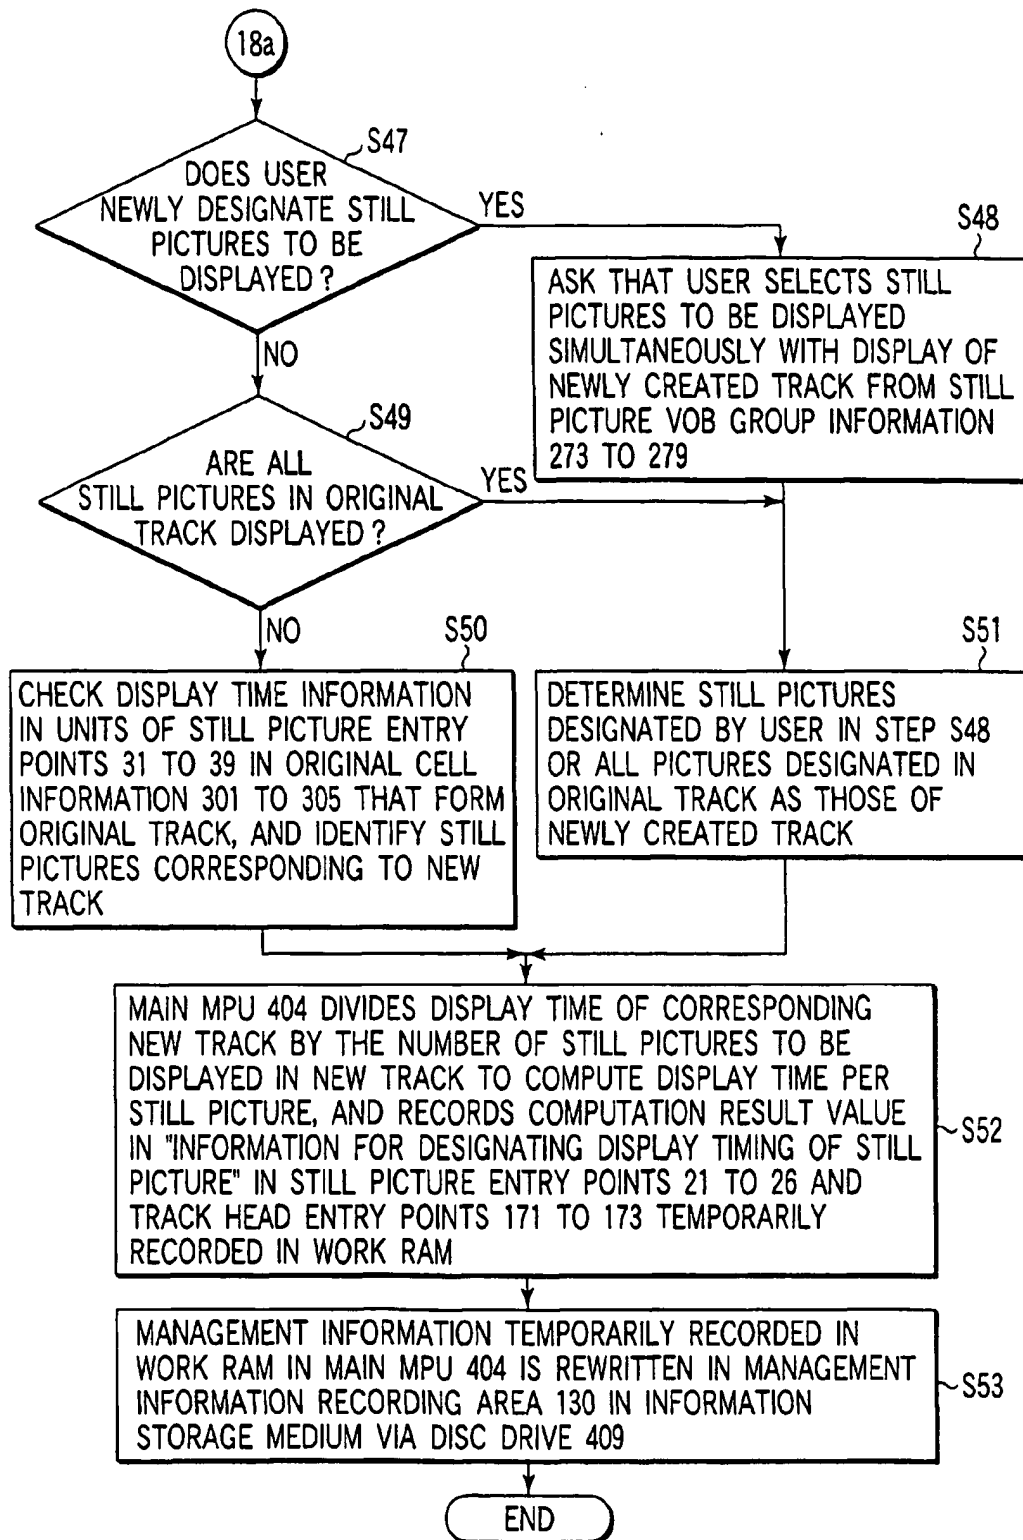 18a
S47
DOES USER
NEWLY DESIGNATE STILL
PICTURES TO BE
DISPLAYED ?
YES
NO
S48
ASK THAT USER SELECTS STILL
PICTURES TO BE DISPLAYED
SIMULTANEOUSLY WITH DISPLAY OF
NEWLY CREATED TRACK FROM STILL
PICTURE VOB GROUP INFORMATION
273 TO 279
S49
ARE ALL
STILL PICTURES IN ORIGINAL
TRACK DISPLAYED ?
YES
NO
S50
CHECK DISPLAY TIME INFORMATION
IN UNITS OF STILL PICTURE ENTRY
POINTS 31 TO 39 IN ORIGINAL CELL
INFORMATION 301 TO 305 THAT FORM
ORIGINAL TRACK, AND IDENTIFY STILL
PICTURES CORRESPONDING TO NEW
TRACK
S51
DETERMINE STILL PICTURES
DESIGNATED BY USER IN STEP S48
OR ALL PICTURES DESIGNATED IN
ORIGINAL TRACK AS THOSE OF
NEWLY CREATED TRACK
MAIN MPU 404 DIVIDES DISPLAY TIME OF CORRESPONDING
NEW TRACK BY THE NUMBER OF STILL PICTURES TO BE
DISPLAYED IN NEW TRACK TO COMPUTE DISPLAY TIME PER
STILL PICTURE, AND RECORDS COMPUTATION RESULT VALUE
IN "INFORMATION FOR DESIGNATING DISPLAY TIMING OF STILL
PICTURE" IN STILL PICTURE ENTRY POINTS 21 TO 26 AND
TRACK HEAD ENTRY POINTS 171 TO 173 TEMPORARILY
RECORDED IN WORK RAM
S52
MANAGEMENT INFORMATION TEMPORARILY RECORDED IN
WORK RAM IN MAIN MPU 404 IS REWRITTEN IN MANAGEMENT
INFORMATION RECORDING AREA 130 IN INFORMATION
STORAGE MEDIUM VIA DISC DRIVE 409
S53
END